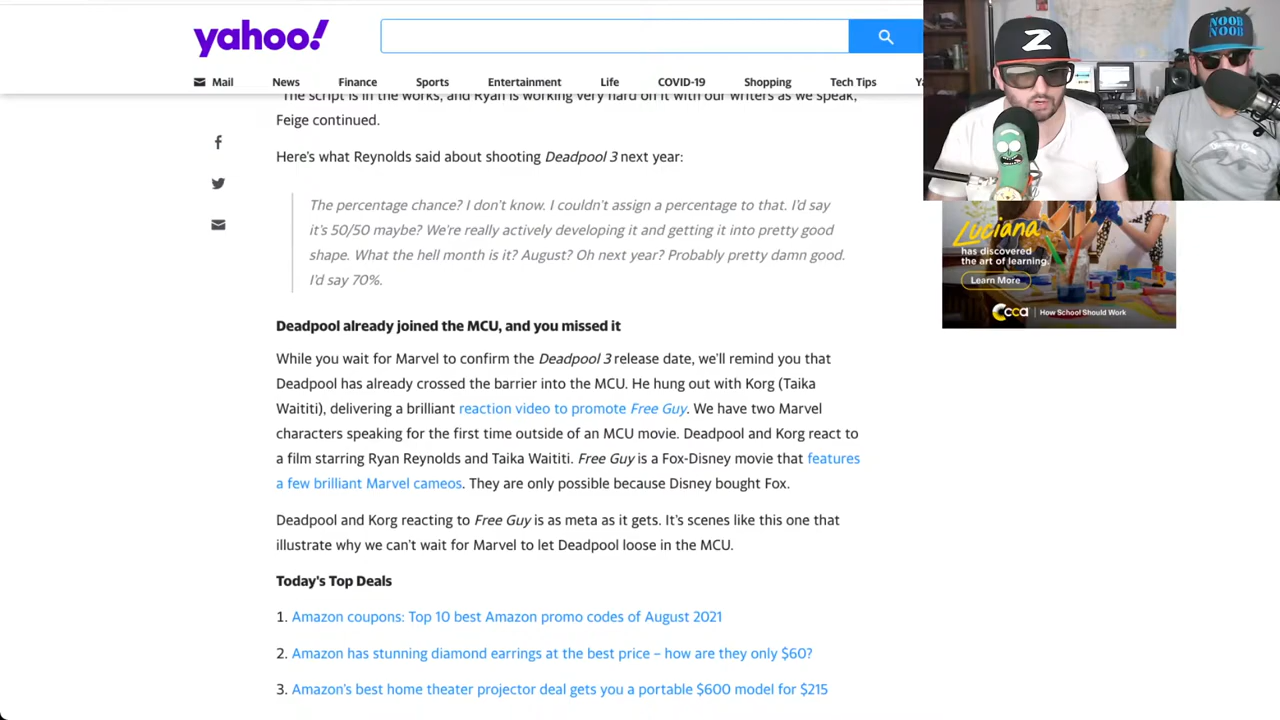 yahoo!
Mail
News
Finance
Sports
Entertainment
Life
COVID-19
Shopping
Tech Tips
"The script is in the works, and Ryan is working very hard on it with our writers as we speak,"
Feige continued.
Here's what Reynolds said about shooting Deadpool 3 next year:
The percentage chance? I don't know. I couldn't assign a percentage to that. I'd say
it's 50/50 maybe? We're really actively developing it and getting it into pretty good
shape. What the hell month is it? August? Oh next year? Probably pretty damn good.
I'd say 70%.
Deadpool already joined the MCU, and you missed it
While you wait for Marvel to confirm the Deadpool 3 release date, we'll remind you that
Deadpool has already crossed the barrier into the MCU. He hung out with Korg (Taika
Waititi), delivering a brilliant reaction video to promote Free Guy. We have two Marvel
characters speaking for the first time outside of an MCU movie. Deadpool and Korg react to
a film starring Ryan Reynolds and Taika Waititi. Free Guy is a Fox-Disney movie that features
a few brilliant Marvel cameos. They are only possible because Disney bought Fox.
Deadpool and Korg reacting to Free Guy is as meta as it gets. It's scenes like this one that
illustrate why we can't wait for Marvel to let Deadpool loose in the MCU.
Today's Top Deals
1. Amazon coupons: Top 10 best Amazon promo codes of August 2021
2. Amazon has stunning diamond earrings at the best price – how are they only $60?
3. Amazon's best home theater projector deal gets you a portable $600 model for $215
Z
NOOB
NOOB
Luciana
has discovered
the art of learning.
Learn More
cca
How School Should Work